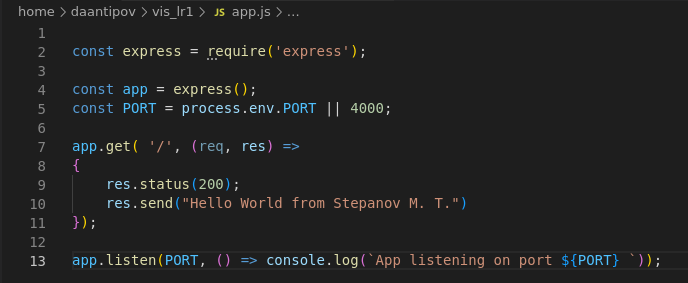 home > daantipov > vis_lr1 > JS app.js > ...
1
2 const express = require('express');
3
4 const app = express();
5 const PORT = process.env.PORT || 4000;
6
7 app.get( '/', (req, res) =>
8 {
9     res.status(200);
10     res.send("Hello World from Stepanov M. T.")
11 });
12
13 app.listen(PORT, () => console.log(`App listening on port ${PORT} `));